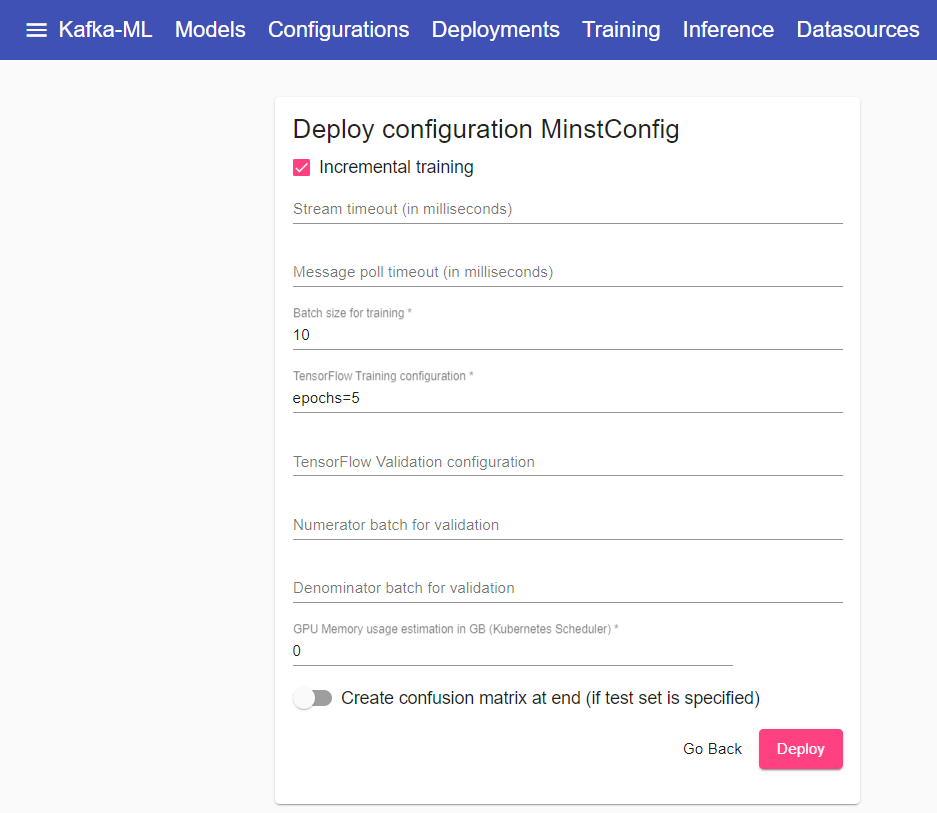 Kafka-ML Models Configurations Deployments Training Inference Datasources
Deploy configuration MinstConfig
Incremental training
Stream timeout (in milliseconds)
Message poll timeout (in milliseconds)
Batch size for training *
10
TensorFlow Training configuration *
epochs=5
TensorFlow Validation configuration
Numerator batch for validation
Denominator batch for validation
GPU Memory usage estimation in GB (Kubernetes Scheduler) *
0
Create confusion matrix at end (if test set is specified)
Go Back Deploy